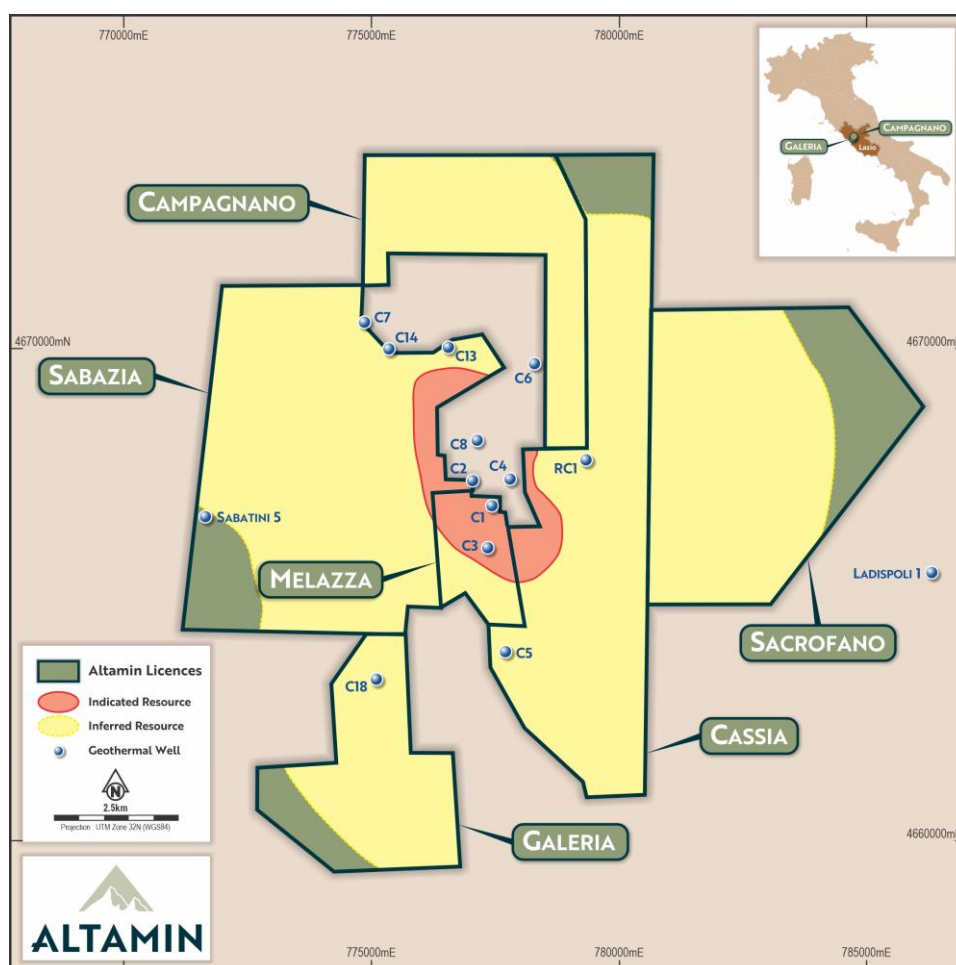 770000mE
775000mE
780000mE
CAMPAGNANO
GALERIA
Lazio
CAMPAGNANO
C7
C14
C13
C6
4670000mN
4670000m
SABAZIA
C8
C2
C4
RC1
C1
SABATINI 5
C3
MELAZZA
LADISPOLI 1
SACROFANO
C5
C18
CASSIA
GALERIA
Altamin Licences
Indicated Resource
Inferred Resource
Geothermal Well
N
2.5km
Projection : UTM Zone 32N (WGS84)
4660000m
ALTAMIN
775000mE
780000mE
785000mE